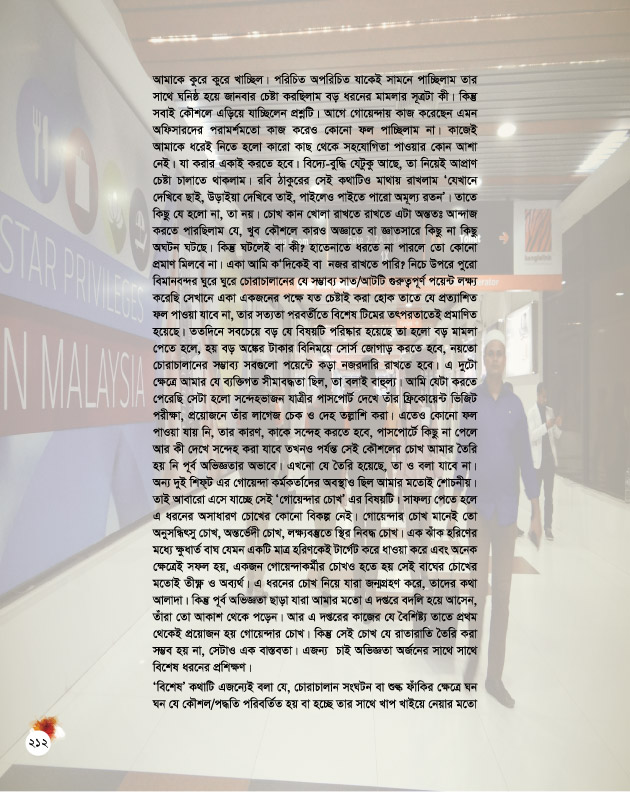 আমাকে কুরে কুরে খাচ্ছিল। পরিচিত অপরিচিত যাকেই সামনে পাচ্ছিলাম তার
সাথে ঘনিষ্ঠ হয়ে জানবার চেষ্টা করছিলাম বড় ধরনের মামলার সূত্রটা কী। কিন্তু
সবাই কৌশলে এড়িয়ে যাচ্ছিলেন প্রশ্নটি। আগে গোয়েন্দায় কাজ করেছেন এমন
অফিসারদের পরামর্শমতো কাজ করেও কোনো ফল পাচ্ছিলাম না। কাজেই
আমাকে ধরেই নিতে হলো কারো কাছ থেকে সহযোগিতা পাওয়ার কোন আশা
নেই। যা করার একাই করতে হবে। বিদ্যে-বুদ্ধি যেটুকু আছে, তা নিয়েই আপ্রাণ
চেষ্টা চালাতে থাকলাম। রবি ঠাকুরের সেই কথাটিও মাথায় রাখলাম ‘যেখানে
দেখিবে ছাই, উড়াইয়া দেখিবে তাই, পাইলেও পাইতে পারো অমূল্য রতন’। তাতে
কিছু যে হলো না, তা নয়। চোখ কান খোলা রাখতে রাখতে এটা অন্ততঃ আন্দাজ
করতে পারছিলাম যে, খুব কৌশলে কারও অজ্ঞাতে বা জ্ঞাতসারে কিছু না কিছু
অঘটন ঘটছে। কিন্তু ঘটলেই বা কী? হাতেনাতে ধরতে না পারলে তো কোনো
প্রমাণ মিলবে না। একা আমি ক’দিকেই বা নজর রাখতে পারি? নিচে উপরে পুরো
বিমানবন্দর ঘুরে ঘুরে চোরাচালানের যে সম্ভাব্য সাত/আটটি গুরুত্বপূর্ণ পয়েন্ট লক্ষ্য
করেছি সেখানে একা একজনের পক্ষে যত চেষ্টাই করা হোক তাতে যে প্রত্যাশিত
ফল পাওয়া যাবে না, তার সত্যতা পরবর্তীতে বিশেষ টিমের তৎপরতাতেই প্রমাণিত
হয়েছে। ততদিনে সবচেয়ে বড় যে বিষয়টি পরিষ্কার হয়েছে তা হলো বড় মামলা
পেতে হলে, হয় বড় অঙ্কের টাকার বিনিময়ে সোর্স জোগাড় করতে হবে, নয়তো
চোরাচালানের সম্ভাব্য সবগুলো পয়েন্টে কড়া নজরদারি রাখতে হবে। এ দুটো
ক্ষেত্রে আমার যে ব্যক্তিগত সীমাবদ্ধতা ছিল, তা বলাই বাহুল্য। আমি যেটা করতে
পেরেছি সেটা হলো সন্দেহভাজন যাত্রীর পাসপোর্ট দেখে তাঁর ফ্রিকোয়েন্ট ভিজিট
পরীক্ষা, প্রয়োজনে তাঁর লাগেজ চেক ও দেহ তল্লাশি করা। এতেও কোনো ফল
পাওয়া যায় নি, তার কারণ, কাকে সন্দেহ করতে হবে, পাসপোর্টে কিছু না পেলে
আর কী দেখে সন্দেহ করা যাবে তখনও পর্যন্ত সেই কৌশলের চোখ আমার তৈরি
হয় নি পূর্ব অভিজ্ঞতার অভাবে। এখনো যে তৈরি হয়েছে, তা ও বলা যাবে না।
অন্য দুই শিফ্ট এর গোয়েন্দা কর্মকর্তাদের অবস্থাও ছিল আমার মতোই শোচনীয়।
তাই আবারো এসে যাচ্ছে সেই ‘গোয়েন্দার চোখ’ এর বিষয়টি। সাফল্য পেতে হলে
এ ধরনের অসাধারণ চোখের কোনো বিকল্প নেই। গোয়েন্দার চোখ মানেই তো
অনুসন্ধিৎসু চোখ, অন্তর্ভেদী চোখ, লক্ষ্যবস্তুতে স্থির নিবদ্ধ চোখ। এক ঝাঁক হরিণের
মধ্যে ক্ষুধার্ত বাঘ যেমন একটি মাত্র হরিণকেই টার্গেট করে ধাওয়া করে এবং অনেক
ক্ষেত্রেই সফল হয়, একজন গোয়েন্দাকর্মীর চোখও হতে হয় সেই বাঘের চোখের
মতোই তীক্ষ্ণ ও অব্যর্থ। এ ধরনের চোখ নিয়ে যারা জন্মগ্রহণ করে, তাদের কথা
আলাদা। কিন্তু পূর্ব অভিজ্ঞতা ছাড়া যারা আমার মতো এ দপ্তরে বদলি হয়ে আসেন,
তাঁরা তো আকাশ থেকে পড়েন। আর এ দপ্তরের কাজের যে বৈশিষ্ট্য তাতে প্রথম
থেকেই প্রয়োজন হয় গোয়েন্দার চোখ। কিন্তু সেই চোখ যে রাতারাতি তৈরি করা
সম্ভব হয় না, সেটাও এক বাস্তবতা। এজন্য চাই অভিজ্ঞতা অর্জনের সাথে সাথে
বিশেষ ধরনের প্রশিক্ষণ।
‘বিশেষ’ কথাটি এজন্যেই বলা যে, চোরাচালান সংঘটন বা শুল্ক ফাঁকির ক্ষেত্রে ঘন
ঘন যে কৌশল/পদ্ধতি পরিবর্তিত হয় বা হচ্ছে তার সাথে খাপ খাইয়ে নেয়ার মতো
২১২
STAR PRIVILEGES
N MALAYSIA